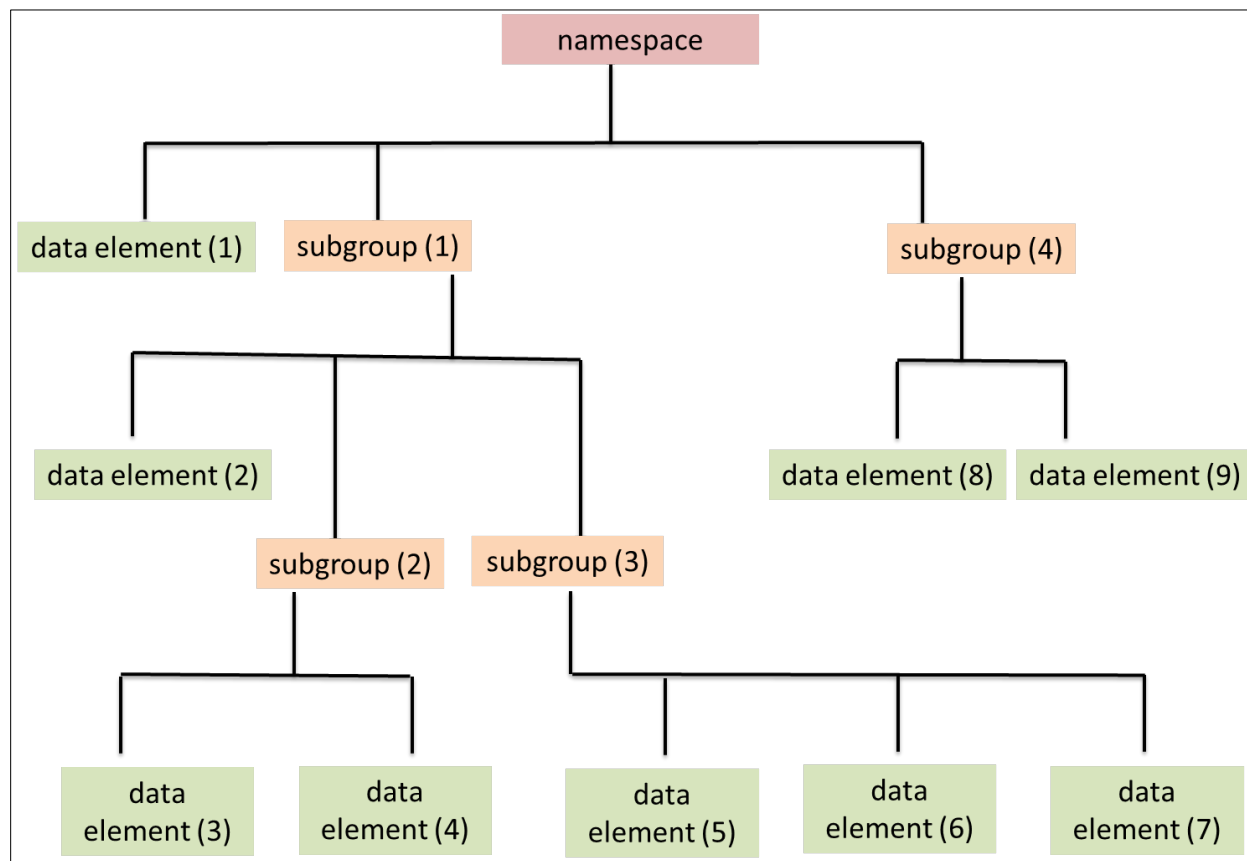 namespace
data element (1)
subgroup (1)
subgroup (4)
data element (2)
data element (8)
data element (9)
subgroup (2)
subgroup (3)
data
element (3)
data
element (4)
data
element (5)
data
element (6)
data
element (7)